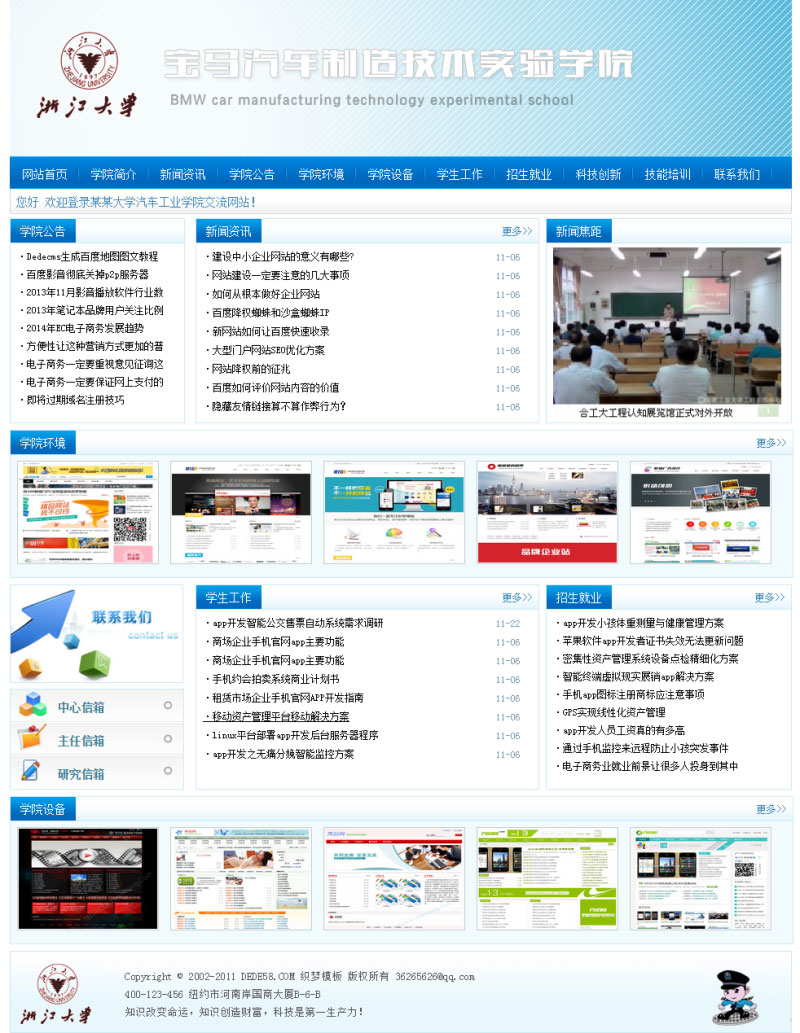 浙江大学
ZHEJIANG UNIVERSITY
1897
宝马汽车制造技术实验学院
BMW car manufacturing technology experimental school
网站首页 学院简介 新闻资讯 学院公告 学院环境 学院设备 学生工作 招生就业 科技创新 技能培训 联系我们
您好 欢迎登录某某大学汽车工业学院交流网站!
学院公告
·Dedecms生成百度地图图文教程
·百度影音彻底关掉p2p服务器
·2013年11月影音播放软件行业数
·2013年笔记本品牌用户关注比例
·2014年EC电子商务发展趋势
·方便性让这种营销方式更加的普
·电子商务一定要重视意见征询这
·电子商务一定要保证网上支付的
·即将过期域名注册技巧
新闻资讯 更多>>
·建设中小企业网站的意义有哪些? 11-06
·网站建设一定要注意的几大事项 11-06
·如何从根本做好企业网站 11-06
·百度降权蜘蛛和沙盒蜘蛛IP 11-06
·新网站如何让百度快速收录 11-06
·大型门户网站SEO优化方案 11-06
·网站降权前的征兆 11-06
·百度如何评价网站内容的价值 11-06
·隐藏友情链接算不算作弊行为? 11-06
新闻焦距
合工大工程认知展览馆正式对外开放
学院环境 更多>>
品牌企业站
联系我们
contact us
中心信箱
主任信箱
研究信箱
学生工作 更多>>
·app开发智能公交售票自动系统需求调研 11-22
·商场企业手机官网app主要功能 11-06
·商场企业手机官网app主要功能 11-06
·手机约会拍卖系统商业计划书 11-06
·租赁市场企业手机官网APP开发指南 11-06
·移动资产管理平台移动解决方案 11-06
·linux平台部署app开发后台服务器程序 11-06
·app开发之无痛分娩智能监控方案 11-06
招生就业 更多>>
·app开发小孩体重测量与健康管理方案
·苹果软件app开发者证书失效无法更新问题
·密集性资产管理系统设备点检精细化方案
·智能终端虚拟现实展销app解决方案
·手机app图标注册商标应注意事项
·GPS实现线性化资产管理
·app开发人员工资真的有多高
·通过手机监控来远程防止小孩突发事件
·电子商务业就业前景让很多人投身到其中
学院设备 更多>>
浙江大学
Copyright © 2002-2011 DEDE58.COM 织梦模板 版权所有 36265626@qq.com
400-123-456 纽约市河南岸国商大厦B-6-B
知识改变命运，知识创造财富，科技是第一生产力！